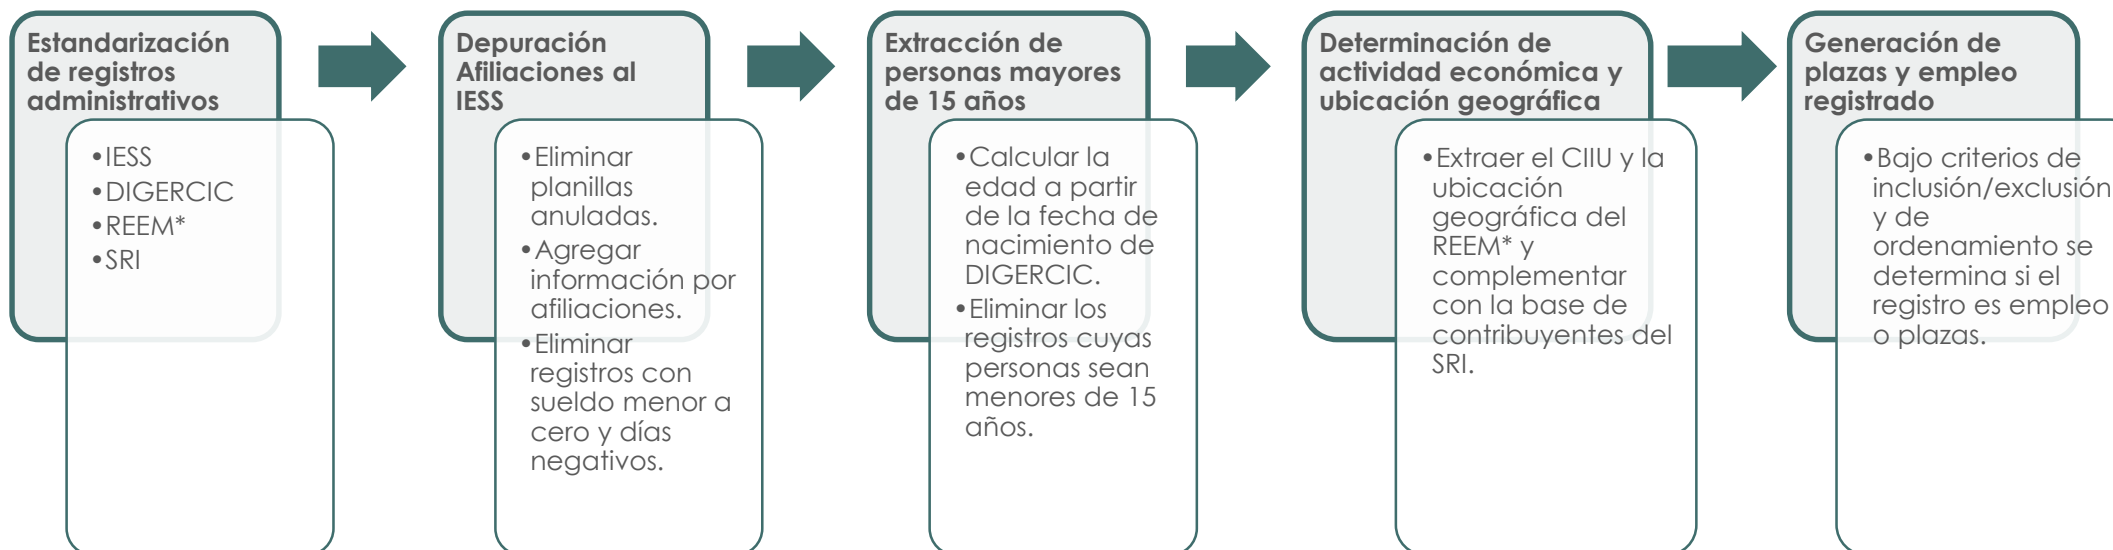 Estandarización
de registros
administrativos
•IESS
•DIGERCIC
•REEM*
•SRI
Depuración
Afiliaciones al
IESS
•Eliminar
planillas
anuladas.
•Agregar
información por
afiliaciones.
•Eliminar
registros con
sueldo menor a
cero y días
negativos.
Extracción de
personas mayores
de 15 años
•Calcular la
edad a partir
de la fecha de
nacimiento de
DIGERCIC.
•Eliminar los
registros cuyas
personas sean
menores de 15
años.
Determinación de
actividad económica y
ubicación geográfica
•Extraer el CIIU y la
ubicación
geográfica del
REEM* y
complementar
con la base de
contribuyentes del
SRI.
Generación de
plazas y empleo
registrado
•Bajo criterios de
inclusión/exclusión
y de
ordenamiento se
determina si el
registro es empleo
o plazas.